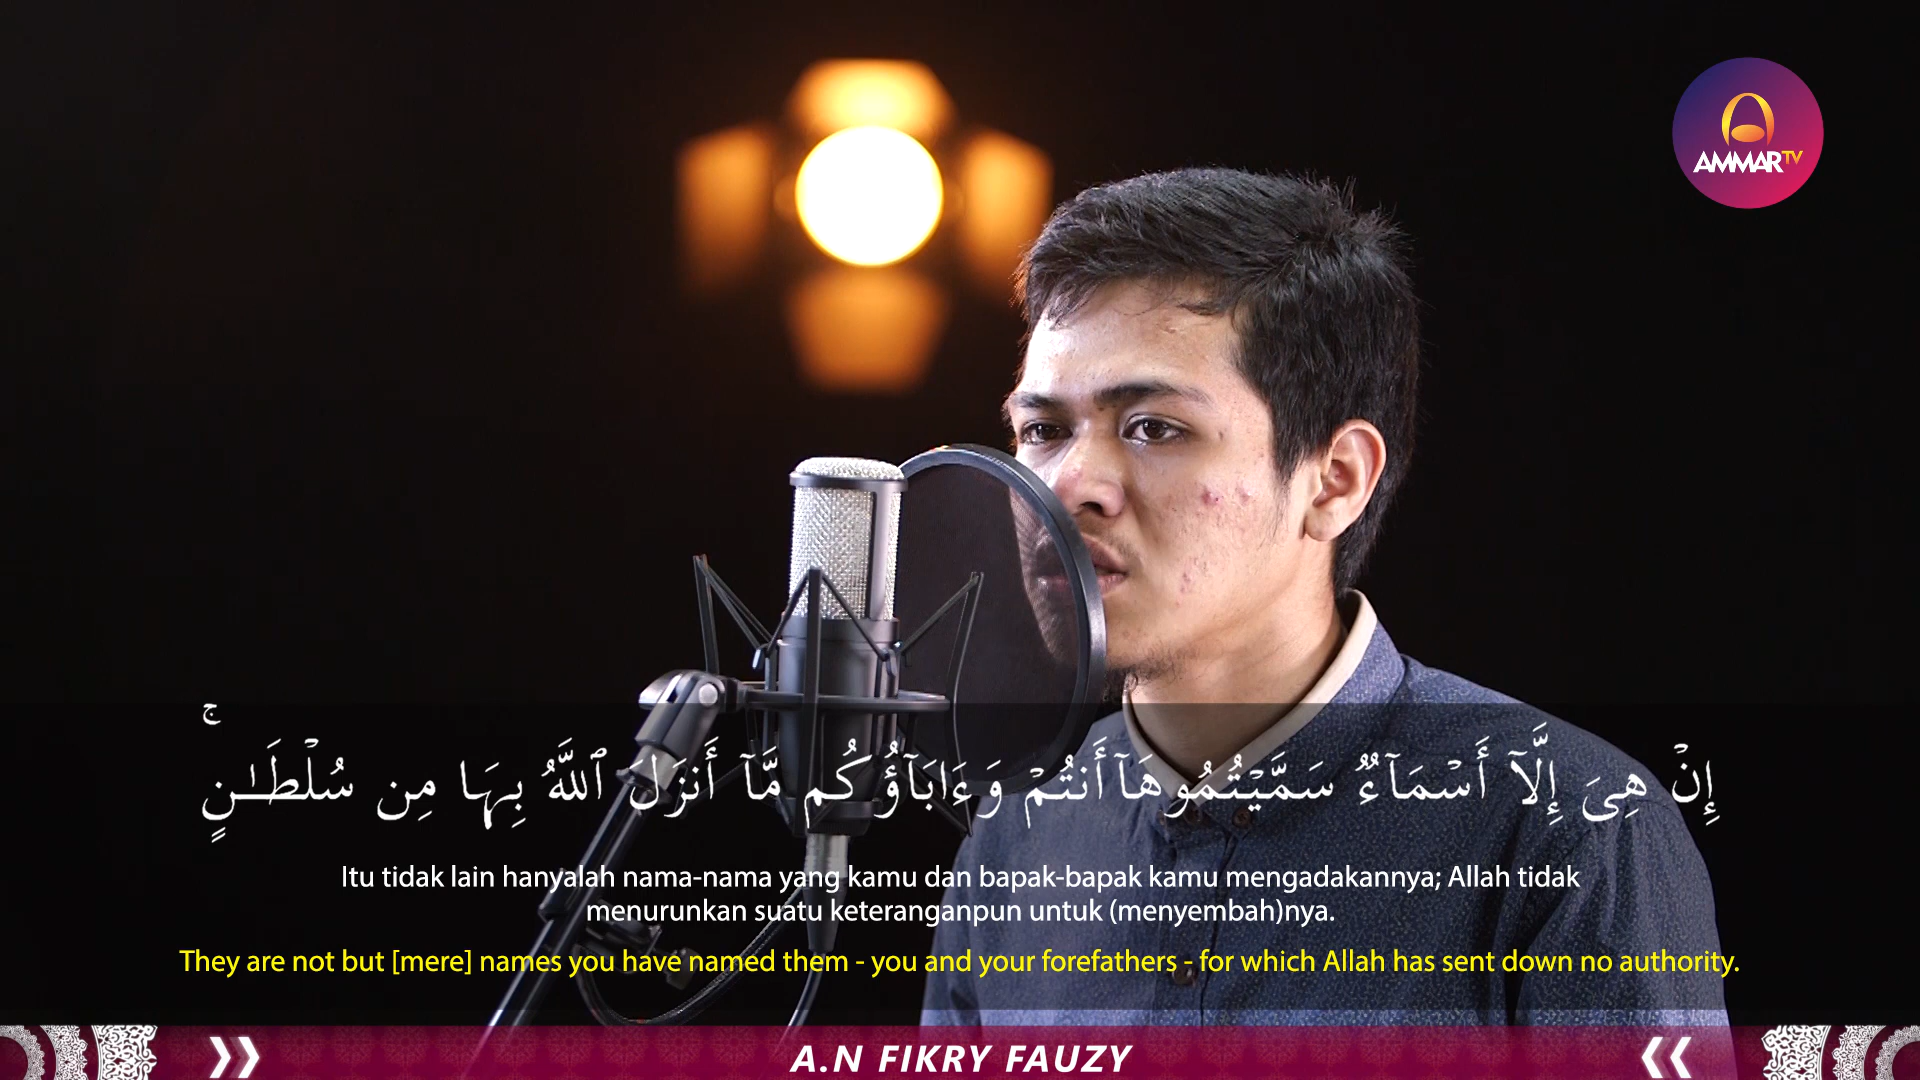 AMMARTV
إِنْ هِىَ إِلَّآ أَسْمَآءٌ سَمَّيْتُمُوهَآ أَنتُمْ وَءَابَآؤُكُم مَّآ أَنزَلَ ٱللَّهُ بِهَا مِن سُلْطَـٰنٍ ۚ
Itu tidak lain hanyalah nama-nama yang kamu dan bapak-bapak kamu mengadakannya; Allah tidak
menurunkan suatu keteranganpun untuk (menyembah)nya.
They are not but [mere] names you have named them - you and your forefathers - for which Allah has sent down no authority.
A.N FIKRY FAUZY